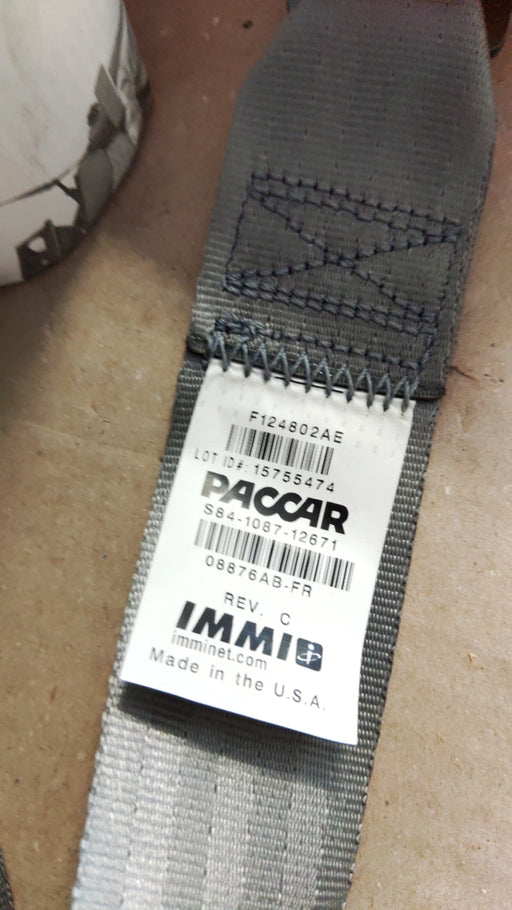 F124802AE
LOT ID#: 15755474
PACCAR
S84-1087-12671
08876AB-FR
REV. C
IMMI
imminet.com
Made in the U.S.A.